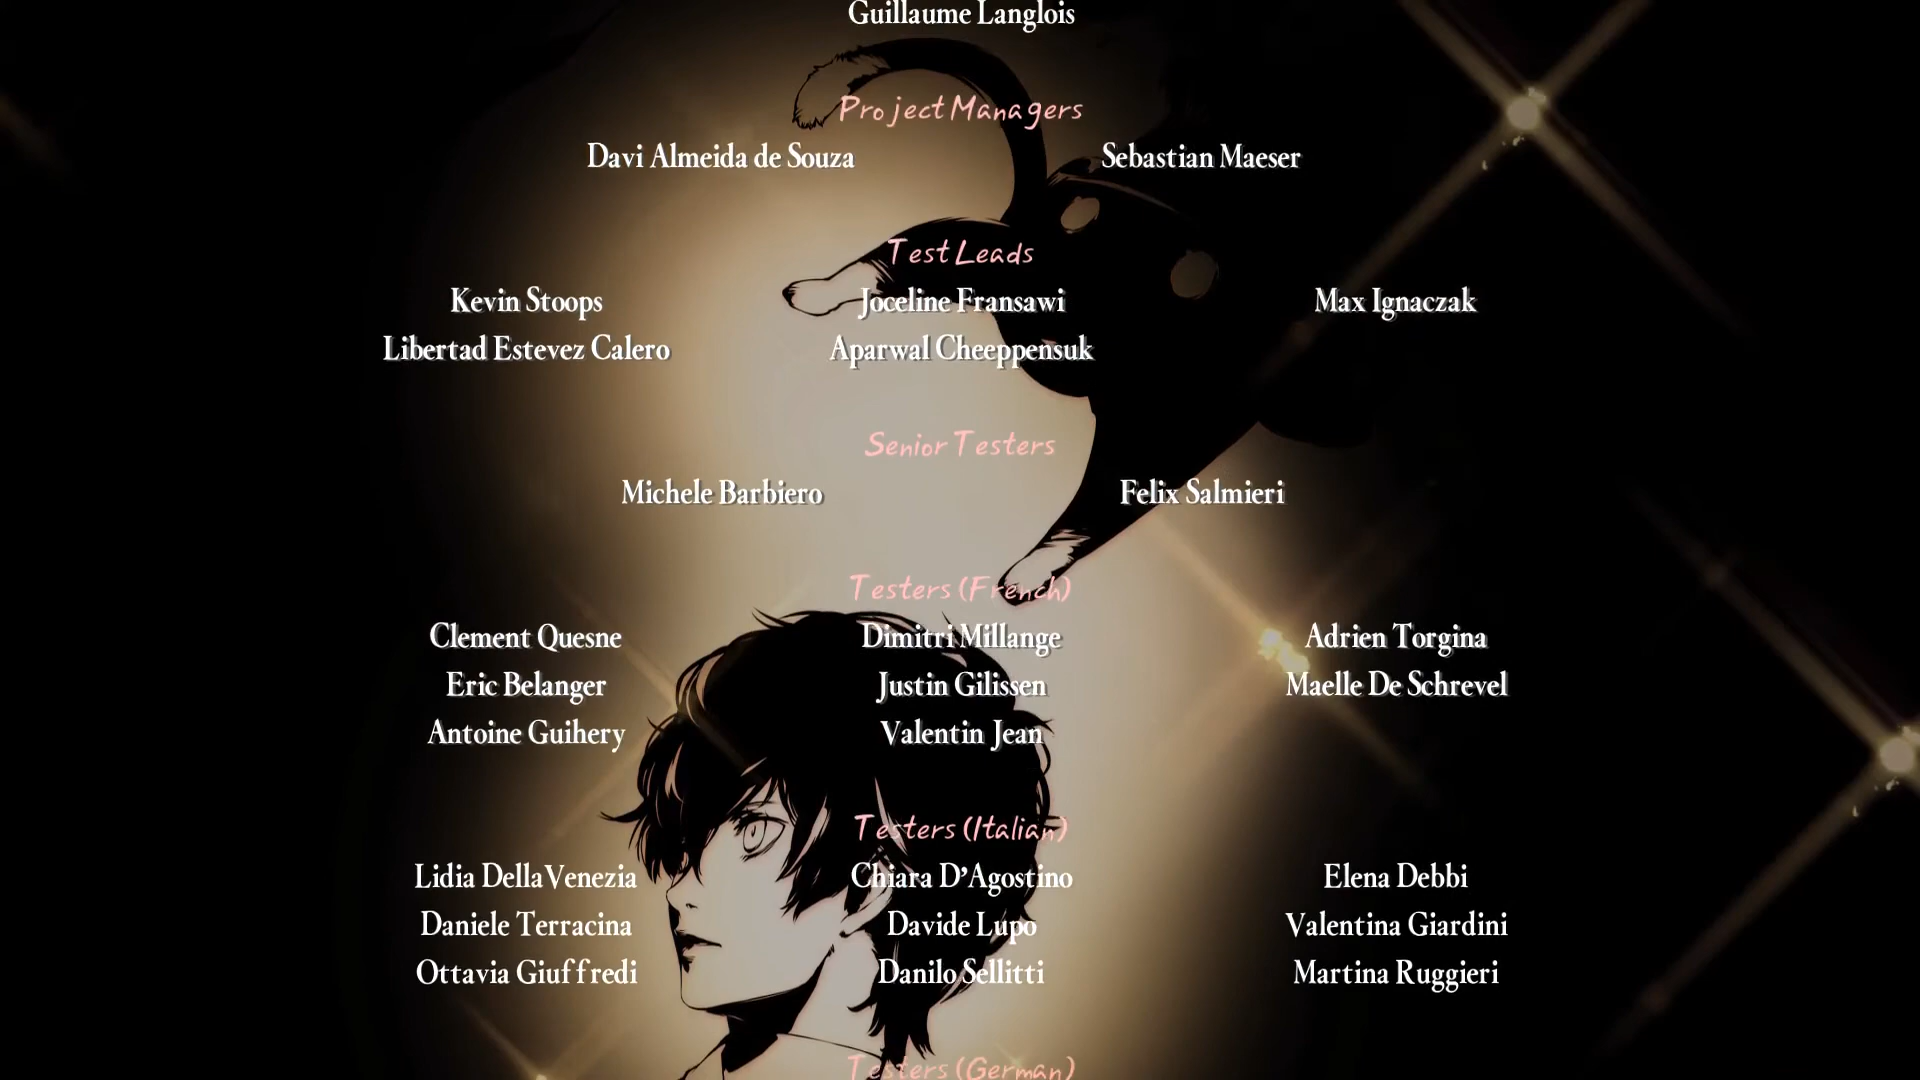 Guillaume Langlois
Project Managers
Davi Almeida de Souza Sebastian Maeser
Test Leads
Kevin Stoops Joceline Fransawi Max Ignaczak
Libertad Estevez Calero Aparwal Cheeppensuk
Senior Testers
Michele Barbiero Felix Salmieri
Testers (French)
Clement Quesne Dimitri Millange Adrien Torgina
Eric Belanger Justin Gilissen Maelle De Schrevel
Antoine Guihery Valentin Jean
Testers (Italian)
Lidia DellaVenezia Chiara D'Agostino Elena Debbi
Daniele Terracina Davide Lupo Valentina Giardini
Ottavia Giuffredi Danilo Sellitti Martina Ruggieri
Testers (German)